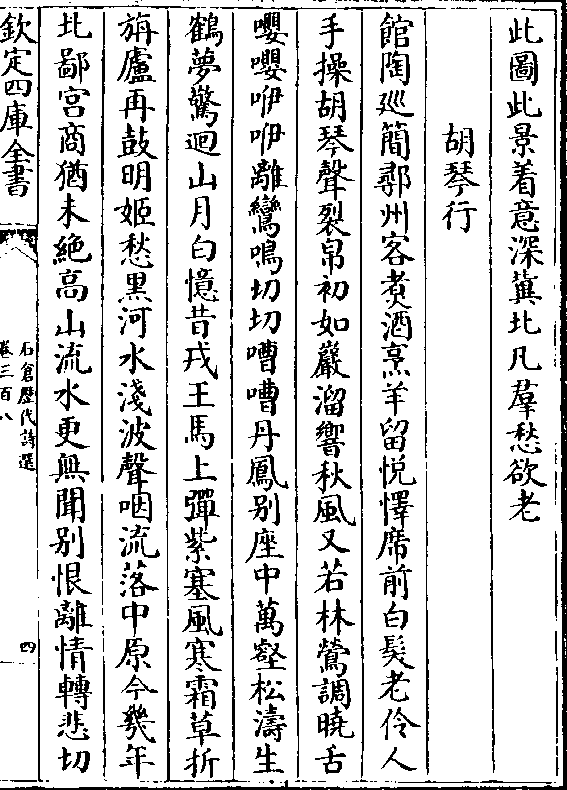 此圖此景着意深冀北凡羣愁欲老
胡琴行
館陶巡簡鄠州客煑酒烹羊留悦懌席前白髮老伶人
手操胡琴聲裂帛初如巖溜響秋風又若林鶯調曉舌
嚶嚶咿咿離鸞鳴切切嘈嘈丹鳳别座中萬壑松濤生
鶴夢驚迴山月白憶昔戎王馬上彈紫塞風寒霜草折
旃廬再鼓明姬愁黒河水淺波聲咽流落中原今幾年
北鄙宫商猶未絶高山流水更無聞别恨離情轉悲切
欽定四庫全書
石倉歷代詩選
卷三百八
四